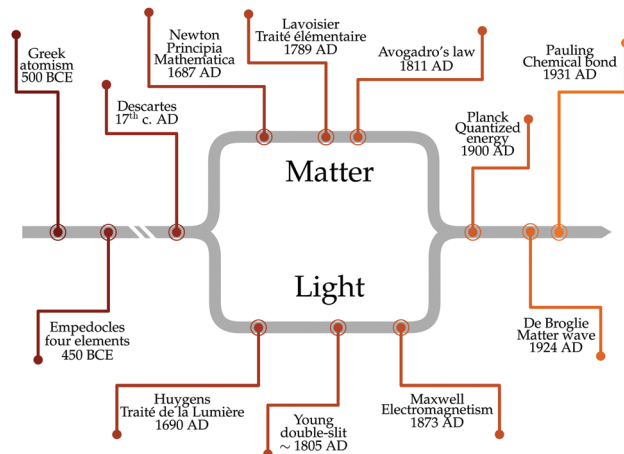 Greek
atomism
500 BCE
Descartes
17th c. AD
Newton
Principia
Mathematica
1687 AD
Lavoisier
Traité élémentaire
1789 AD
Avogadro's law
1811 AD
Planck
Quantized
energy
1900 AD
Pauling
Chemical bond
1931 AD
Matter
Light
Empedocles
four elements
450 BCE
Huygens
Traité de la Lumière
1690 AD
Young
double-slit
~ 1805 AD
Maxwell
Electromagnetism
1873 AD
De Broglie
Matter wave
1924 AD